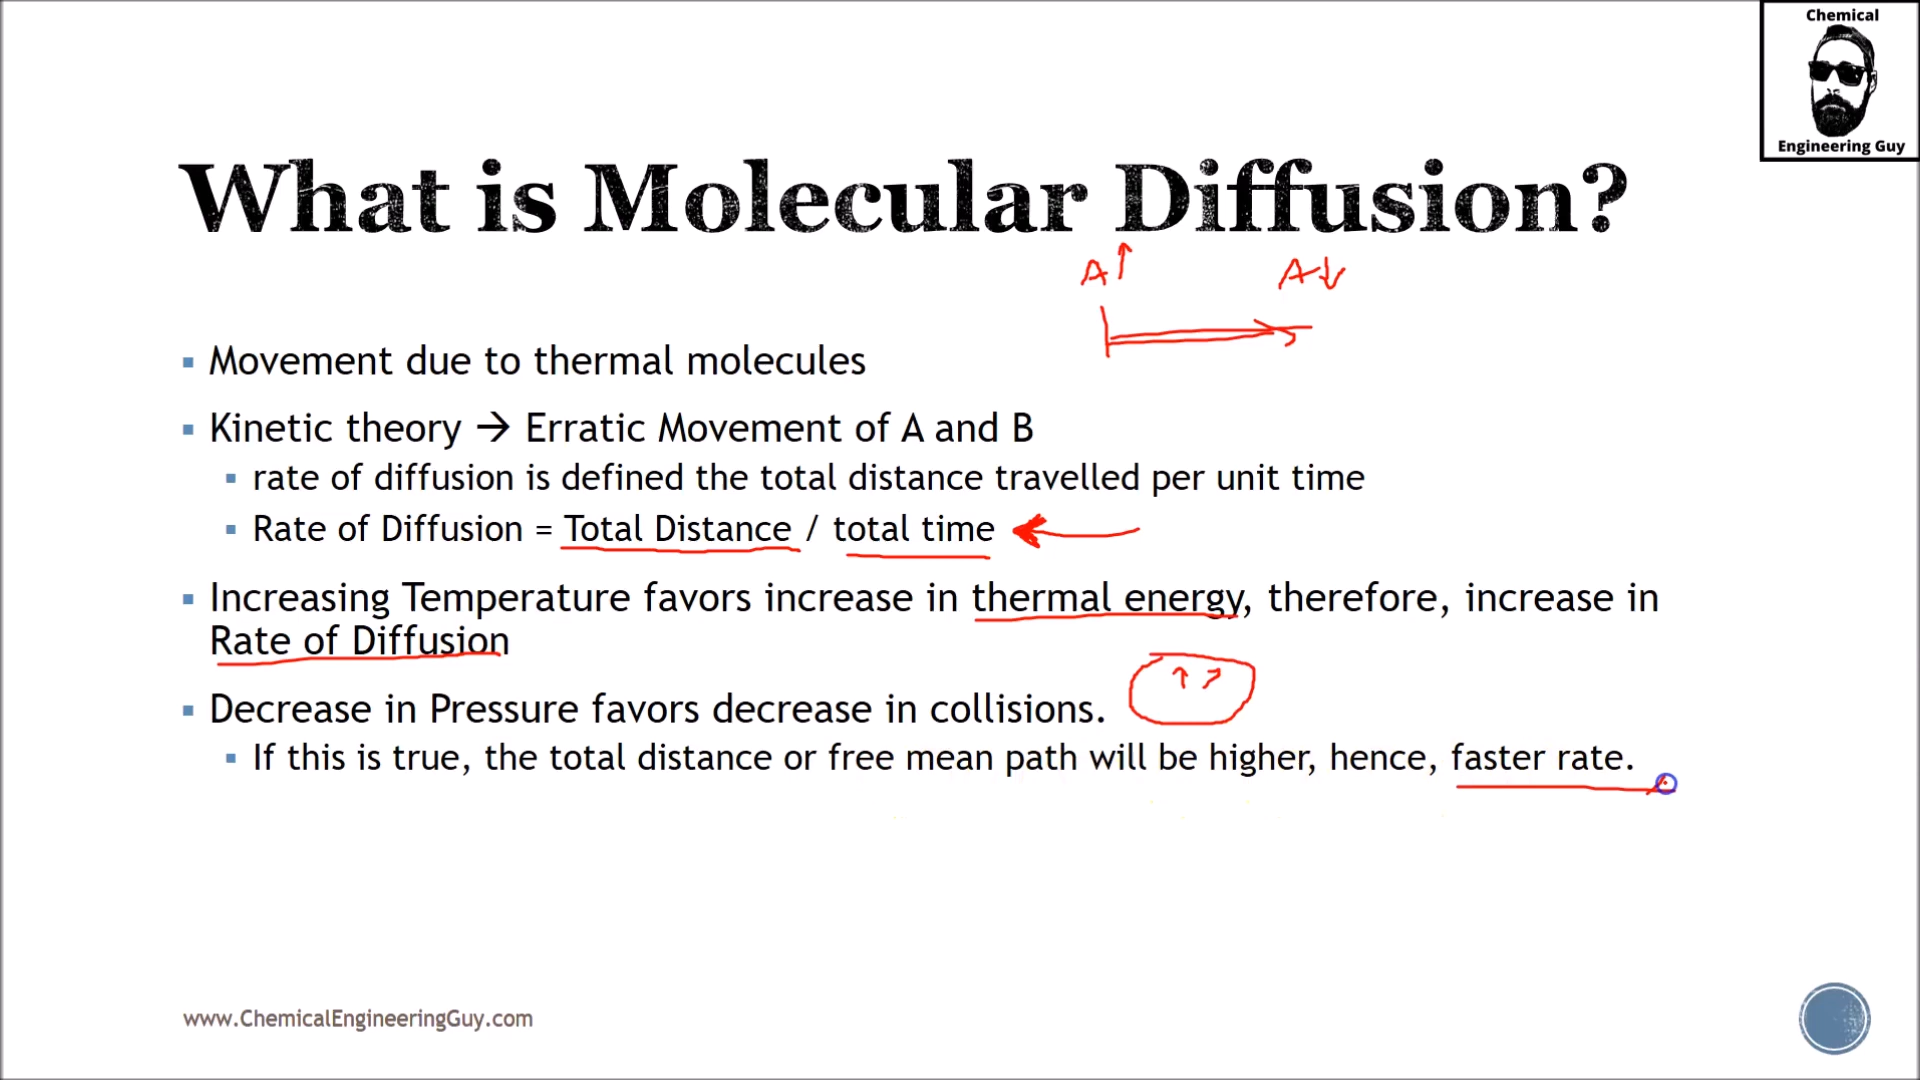 Chemical
Engineering Guy
What is Molecular Diffusion?
A↑ A↓
Movement due to thermal molecules
Kinetic theory → Erratic Movement of A and B
rate of diffusion is defined the total distance travelled per unit time
Rate of Diffusion = Total Distance / total time
Increasing Temperature favors increase in thermal energy, therefore, increase in
Rate of Diffusion
Decrease in Pressure favors decrease in collisions.
If this is true, the total distance or free mean path will be higher, hence, faster rate.
www.ChemicalEngineeringGuy.com